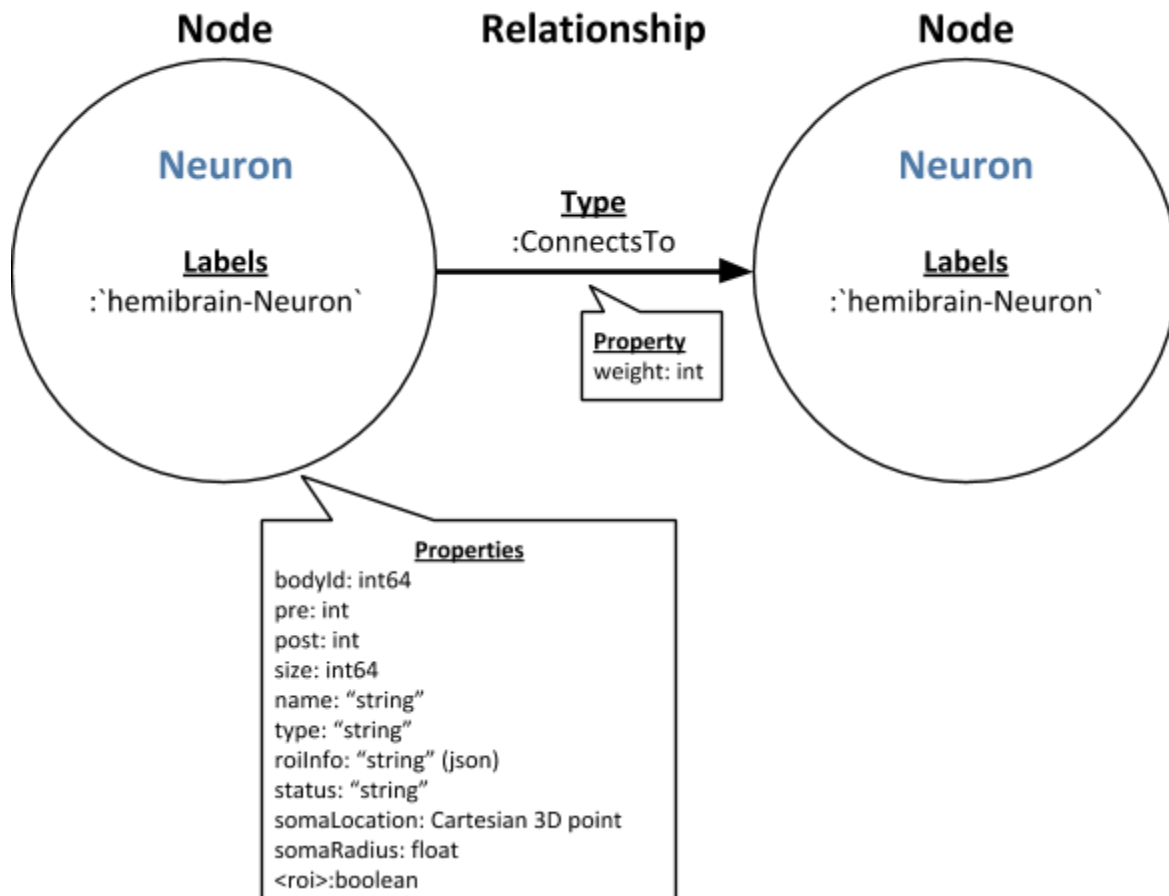 Node
Relationship
Node
Neuron
Labels
:`hemibrain-Neuron`
Type
:ConnectsTo
Property
weight: int
Neuron
Labels
:`hemibrain-Neuron`
Properties
bodyId: int64
pre: int
post: int
size: int64
name: “string”
type: “string”
roiInfo: “string” (json)
status: “string”
somaLocation: Cartesian 3D point
somaRadius: float
<roi>:boolean